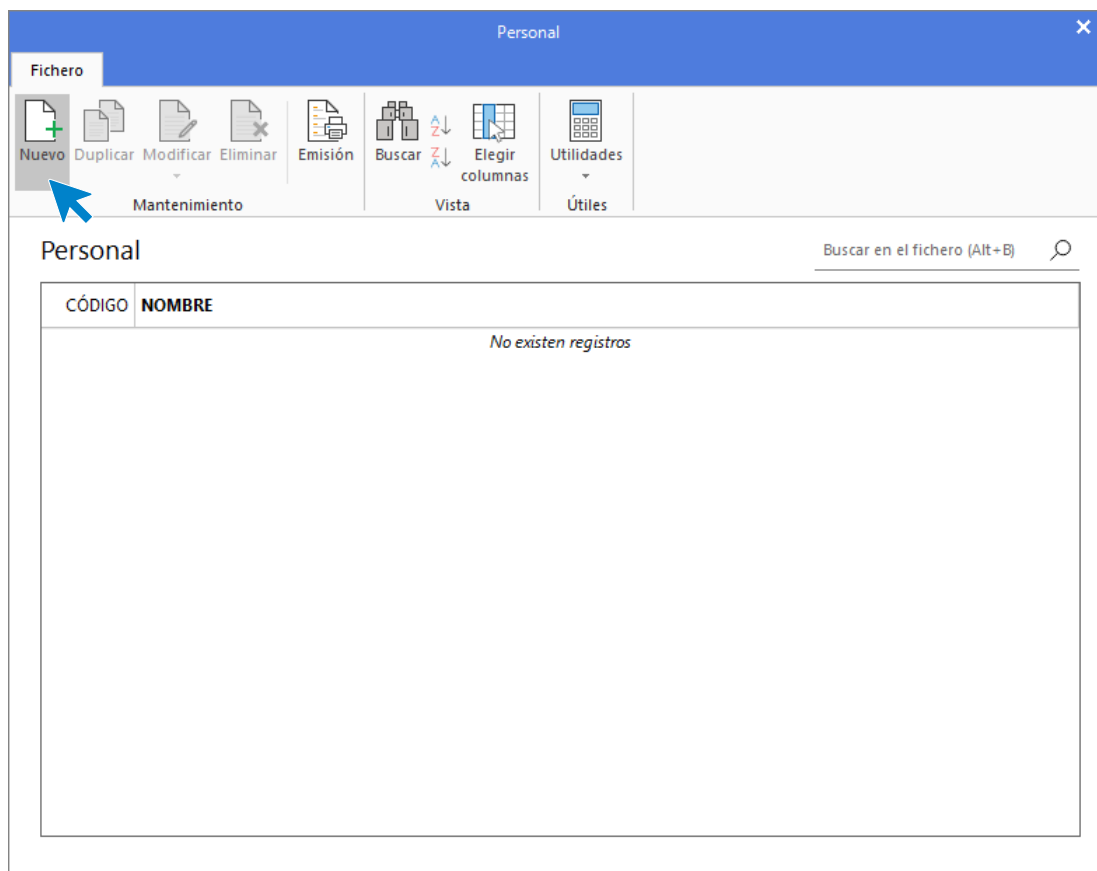 Personal
Fichero
Nuevo Duplicar Modificar Eliminar Emisión Buscar Elegir columnas Utilidades
Mantenimiento Vista Útiles
Personal Buscar en el fichero (Alt+B)
CÓDIGO NOMBRE
No existen registros